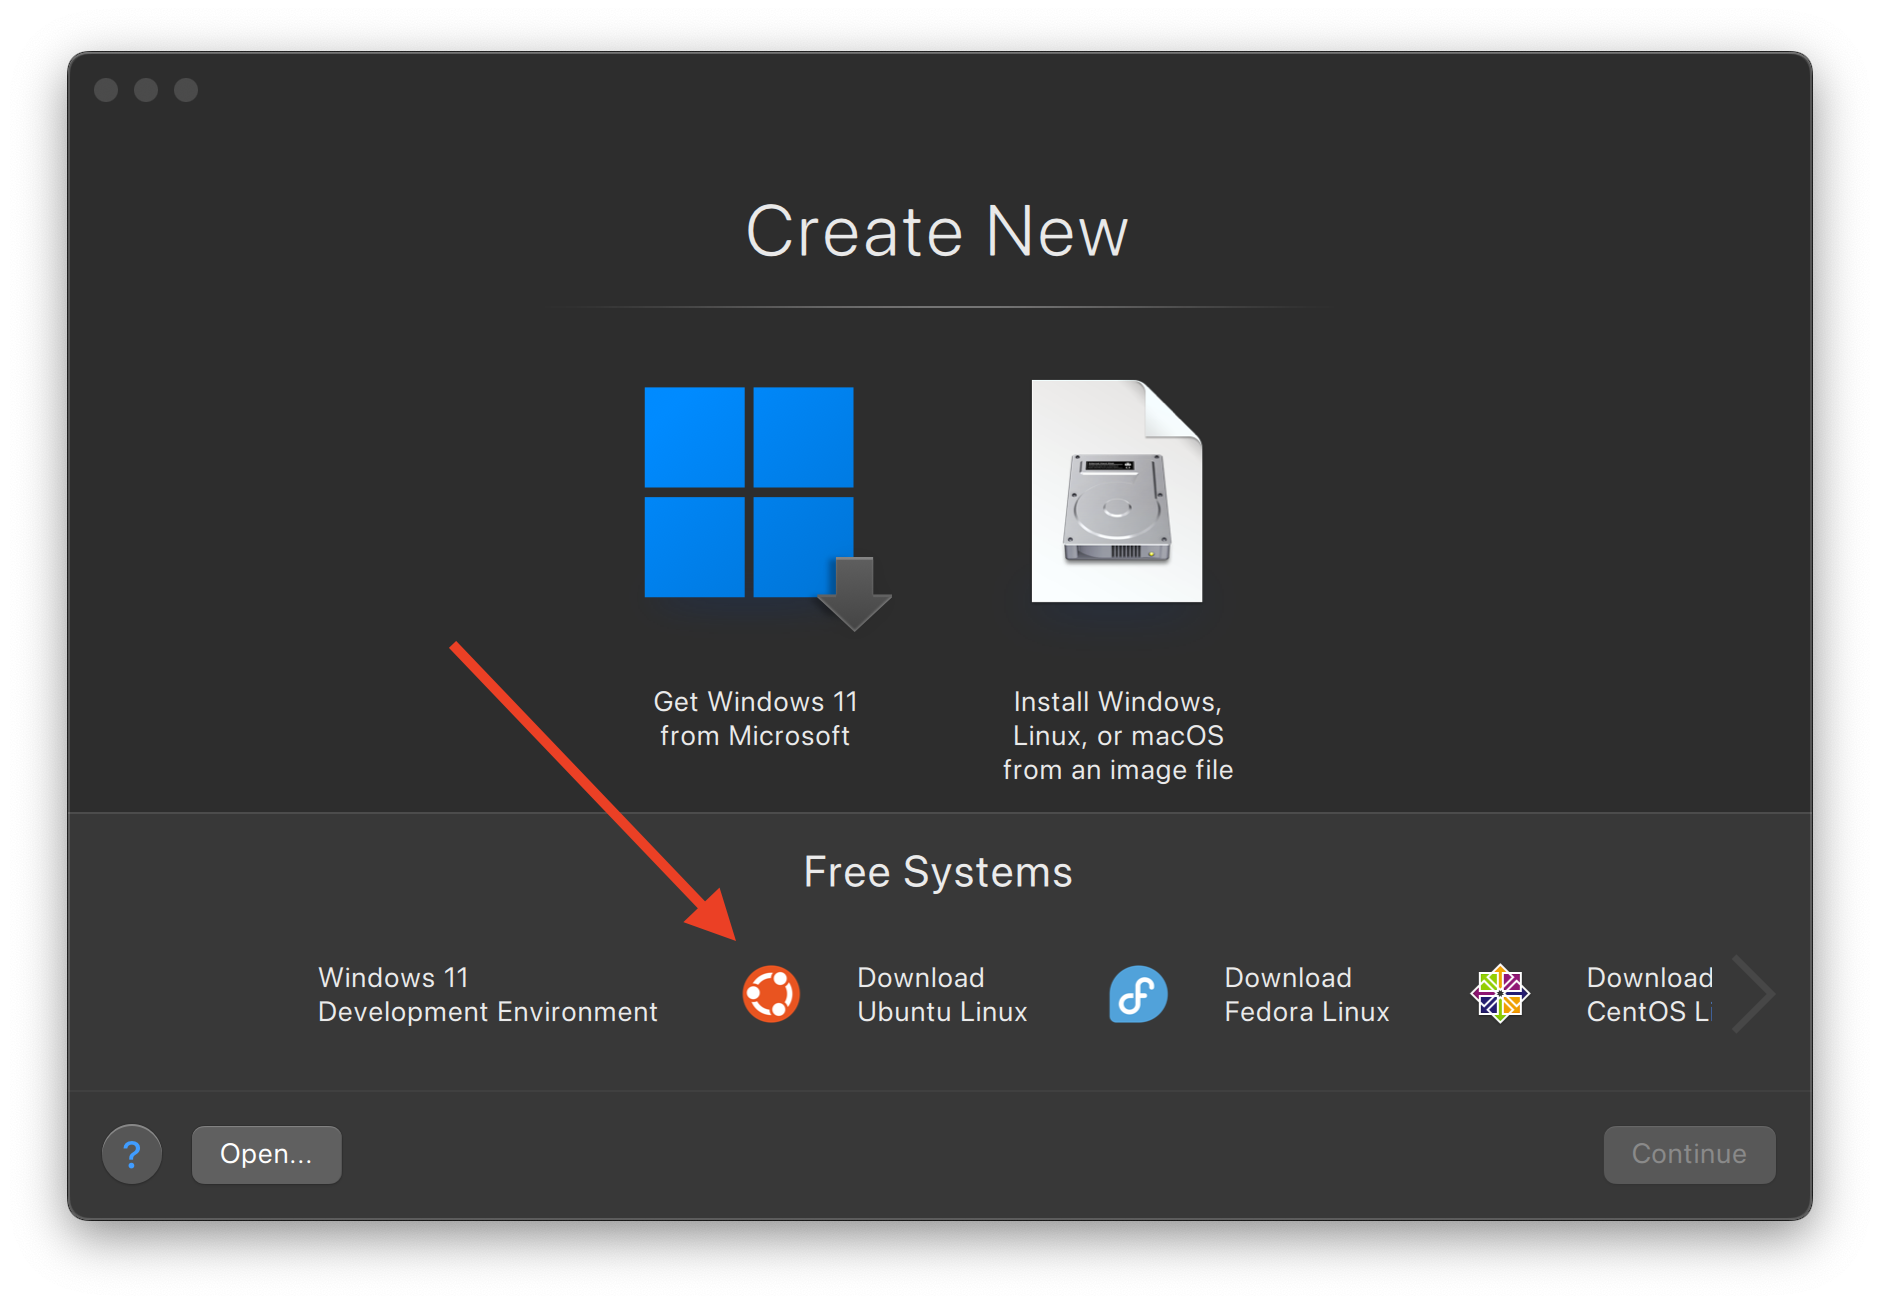 Create New
Get Windows 11
from Microsoft
Install Windows,
Linux, or macOS
from an image file
Free Systems
Windows 11
Development Environment
Download
Ubuntu Linux
Download
Fedora Linux
Download
CentOS Li
?
Open...
Continue